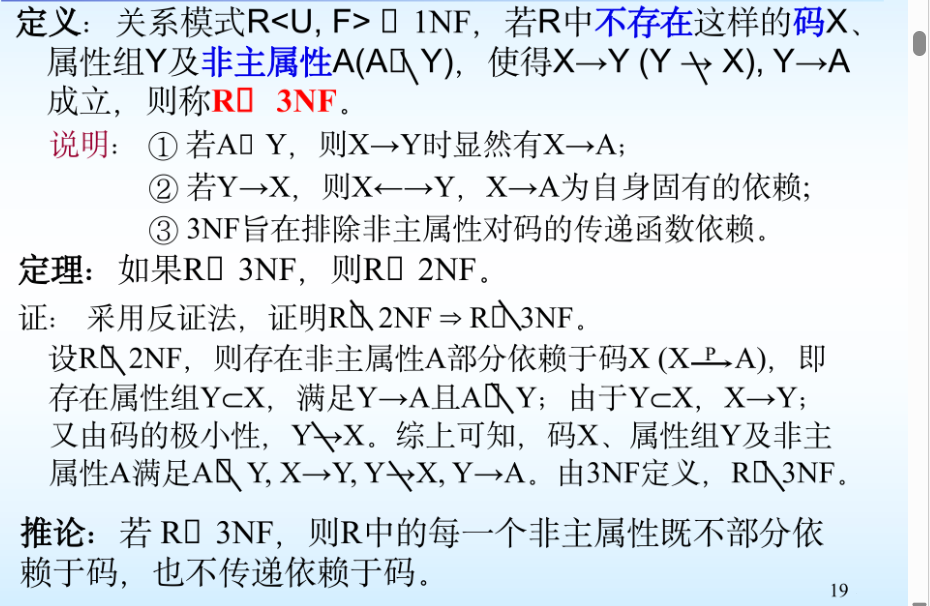 定义：关系模式R<U, F> 1NF，若R中不存在这样的码X、
属性组Y及非主属性A(A Y)，使得X→Y (Y ↛ X), Y→A
成立，则称R 3NF。
说明：① 若A Y，则X→Y时显然有X→A；
② 若Y→X，则X←→Y，X→A为自身固有的依赖;
③ 3NF旨在排除非主属性对码的传递函数依赖。
定理：如果R 3NF，则R 2NF。
证： 采用反证法，证明R 2NF ⇒ R 3NF。
设R 2NF，则存在非主属性A部分依赖于码X (X P→ A)，即
存在属性组Y⊂X，满足Y→A且A Y；由于Y⊂X，X→Y；
又由码的极小性，Y↛X。综上可知，码X、属性组Y及非主
属性A满足A Y, X→Y, Y↛X, Y→A。由3NF定义，R 3NF。
推论：若 R 3NF，则R中的每一个非主属性既不部分依
赖于码，也不传递依赖于码。
19